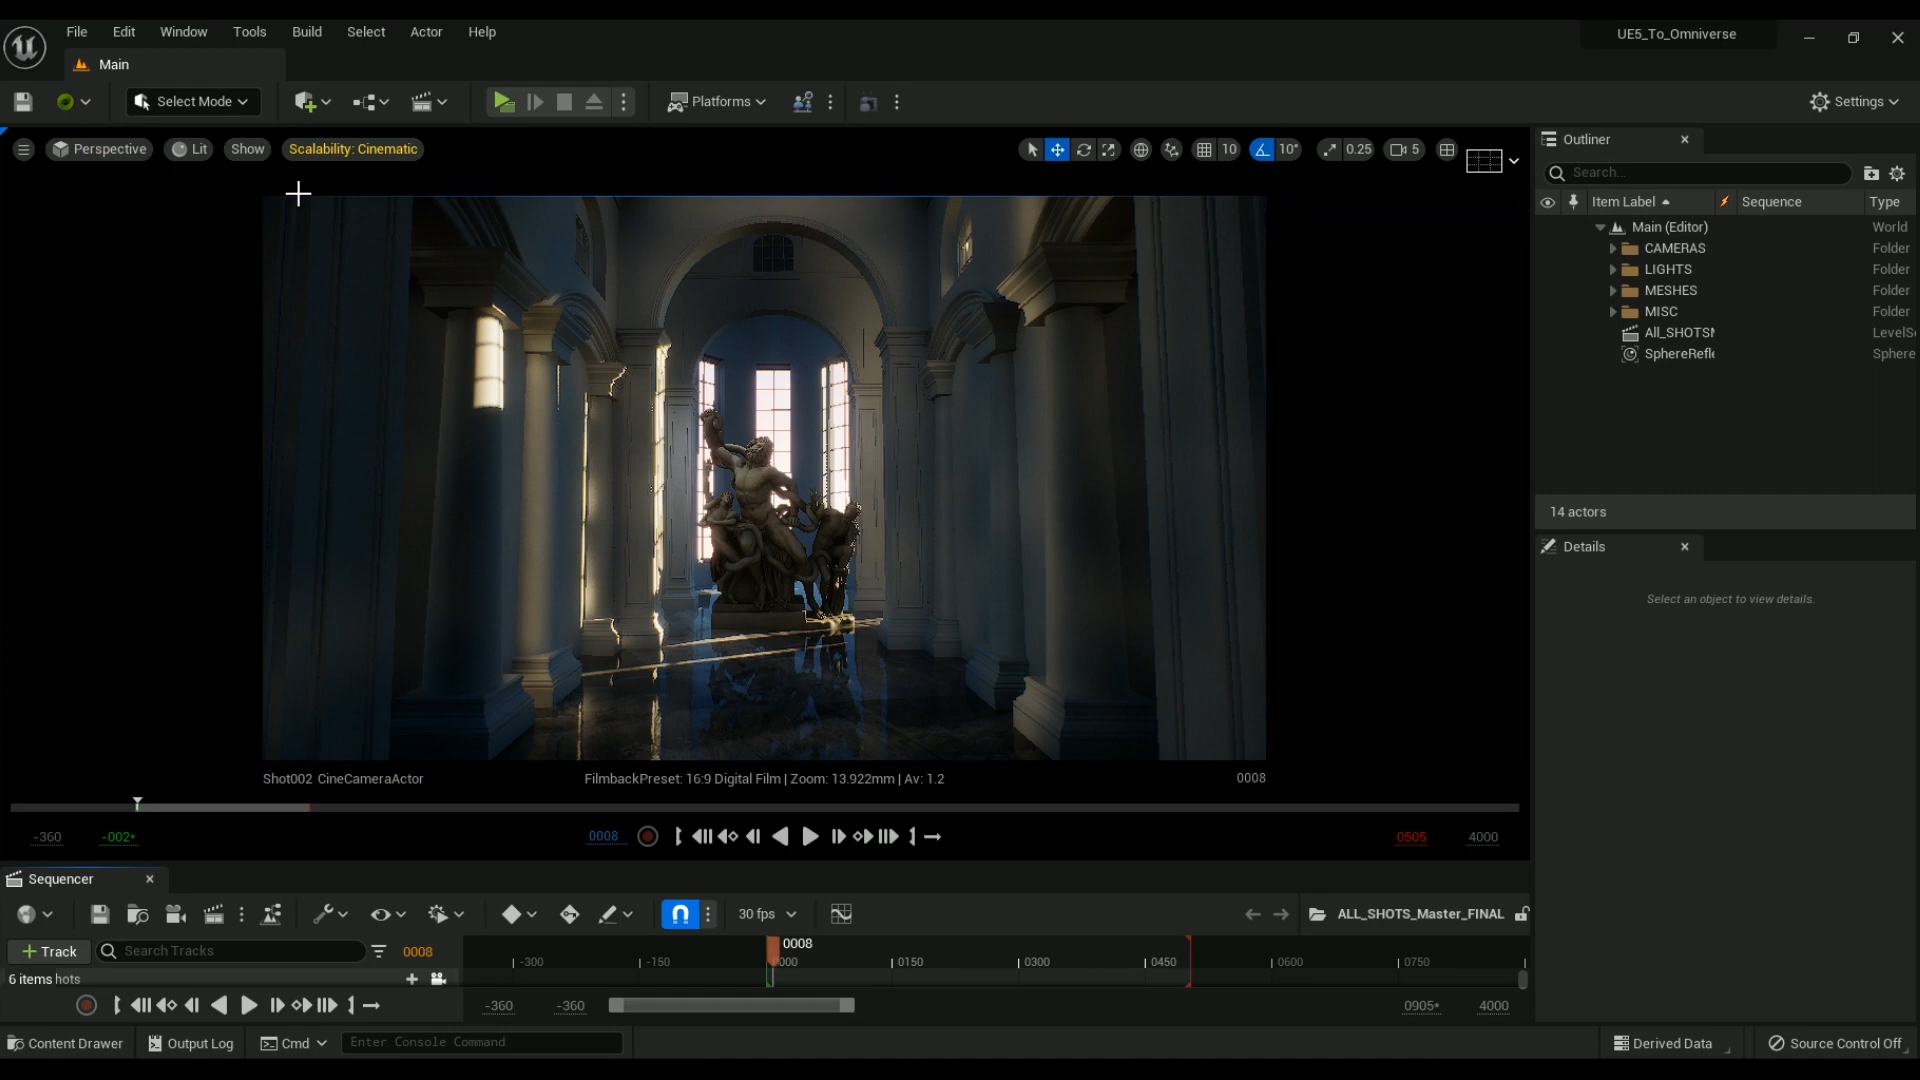 File Edit Window Tools Build Select Actor Help
UE5_To_Omniverse
Main
Select Mode
Platforms
Settings
Perspective Lit Show Scalability: Cinematic
10 10° 0.25 5
Outliner
Search...
Item Label Sequence Type
Main (Editor) World
CAMERAS Folder
LIGHTS Folder
MESHES Folder
MISC Folder
All_SHOTSM LevelS
SphereRefle Sphere
14 actors
Details
Select an object to view details.
Shot002 CineCameraActor FilmbackPreset: 16:9 Digital Film | Zoom: 13.922mm | Av: 1.2 0008
-360 -002* 0008 0505 4000
Sequencer
30 fps
ALL_SHOTS_Master_FINAL
Track
Search Tracks
0008
0008
-300 -150 0000 0150 0300 0450 0600 0750
6 items hots
-360 -360 0905* 4000
Content Drawer Output Log Cmd Enter Console Command Derived Data Source Control Off